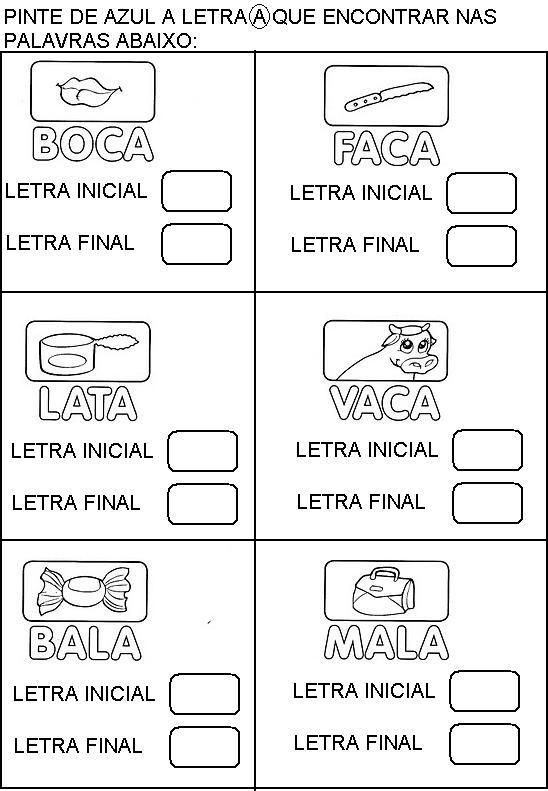 PINTE DE AZUL A LETRA A QUE ENCONTRAR NAS
PALAVRAS ABAIXO:
BOCA
LETRA INICIAL
LETRA FINAL
FACA
LETRA INICIAL
LETRA FINAL
LATA
LETRA INICIAL
LETRA FINAL
VACA
LETRA INICIAL
LETRA FINAL
BALA
LETRA INICIAL
LETRA FINAL
MALA
LETRA INICIAL
LETRA FINAL